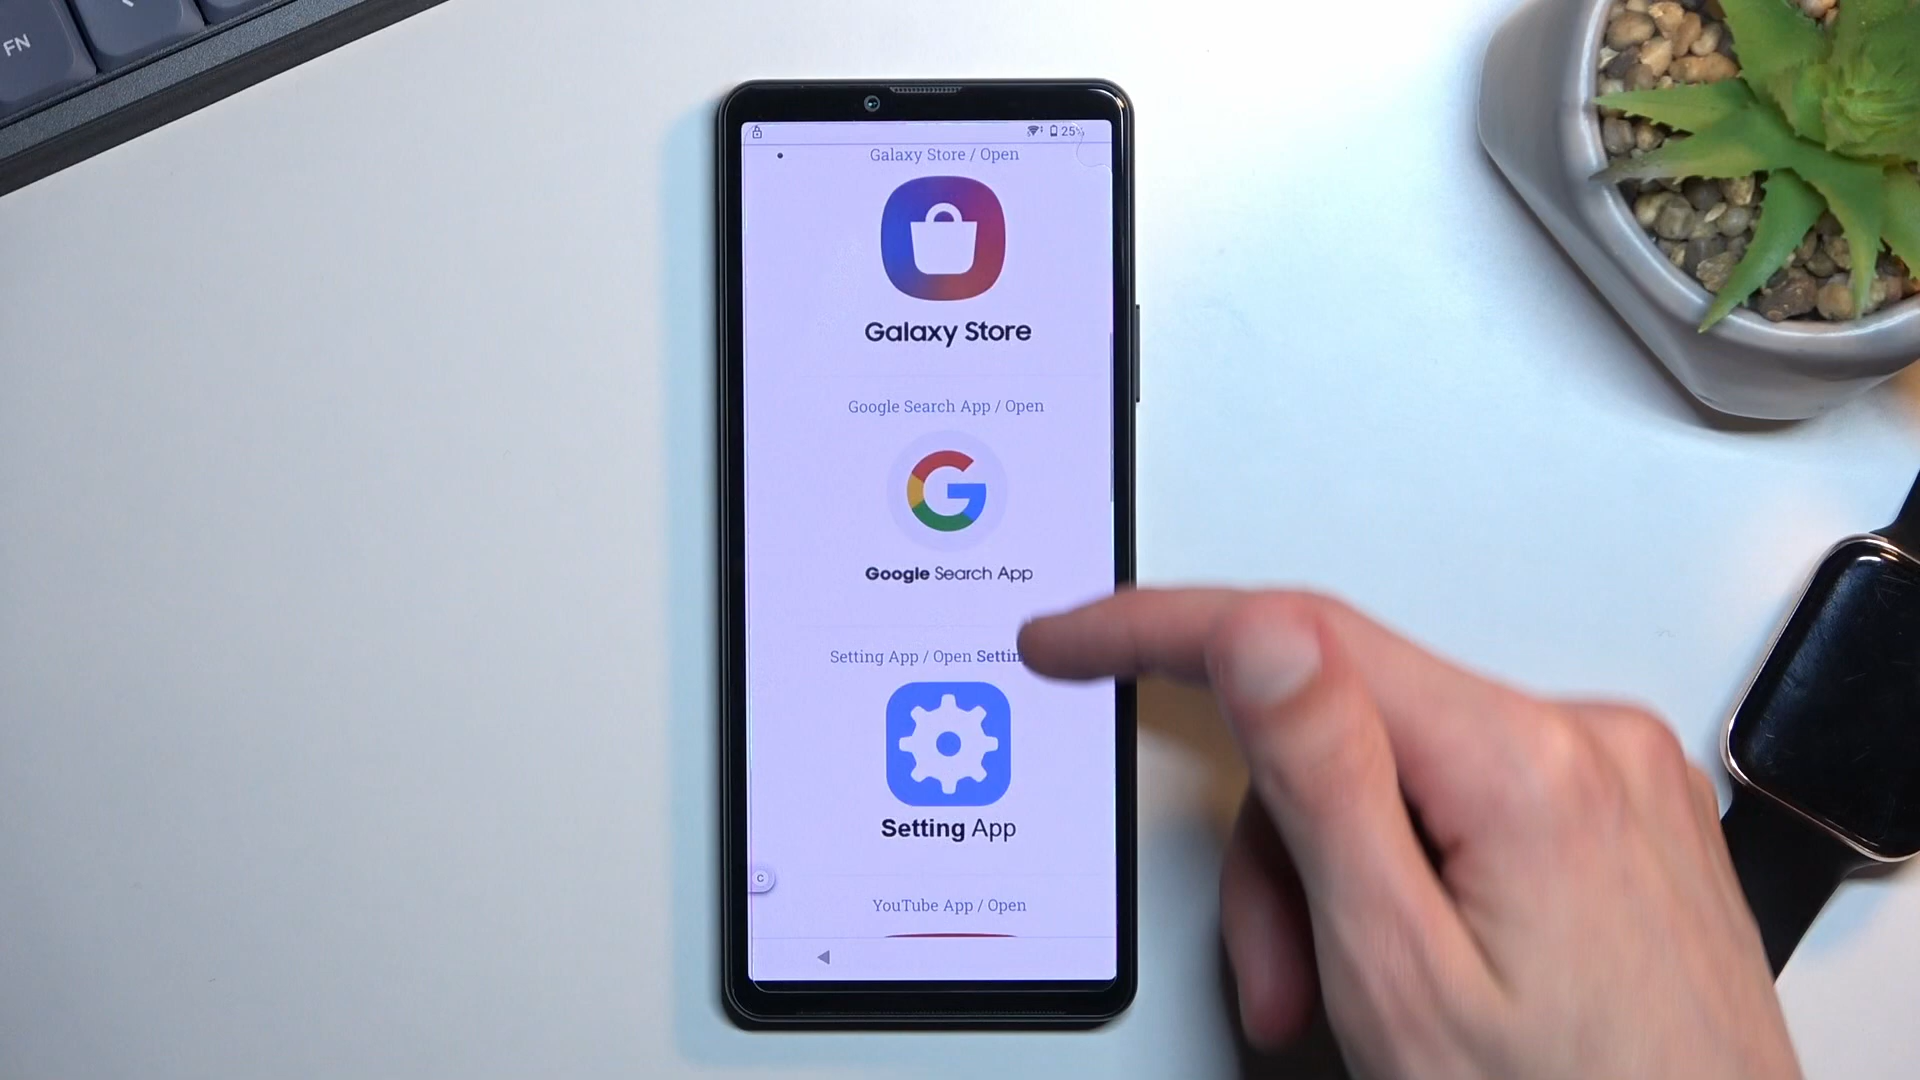 FN
25%
Galaxy Store / Open
Galaxy Store
Google Search App / Open
G
Google Search App
Setting App / Open Settin
Setting App
C
YouTube App / Open